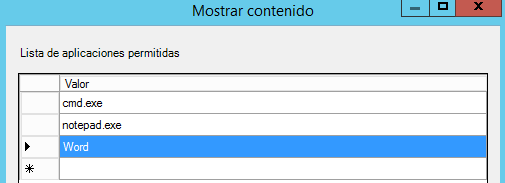 Mostrar contenido
Lista de aplicaciones permitidas
Valor
cmd.exe
notepad.exe
Word